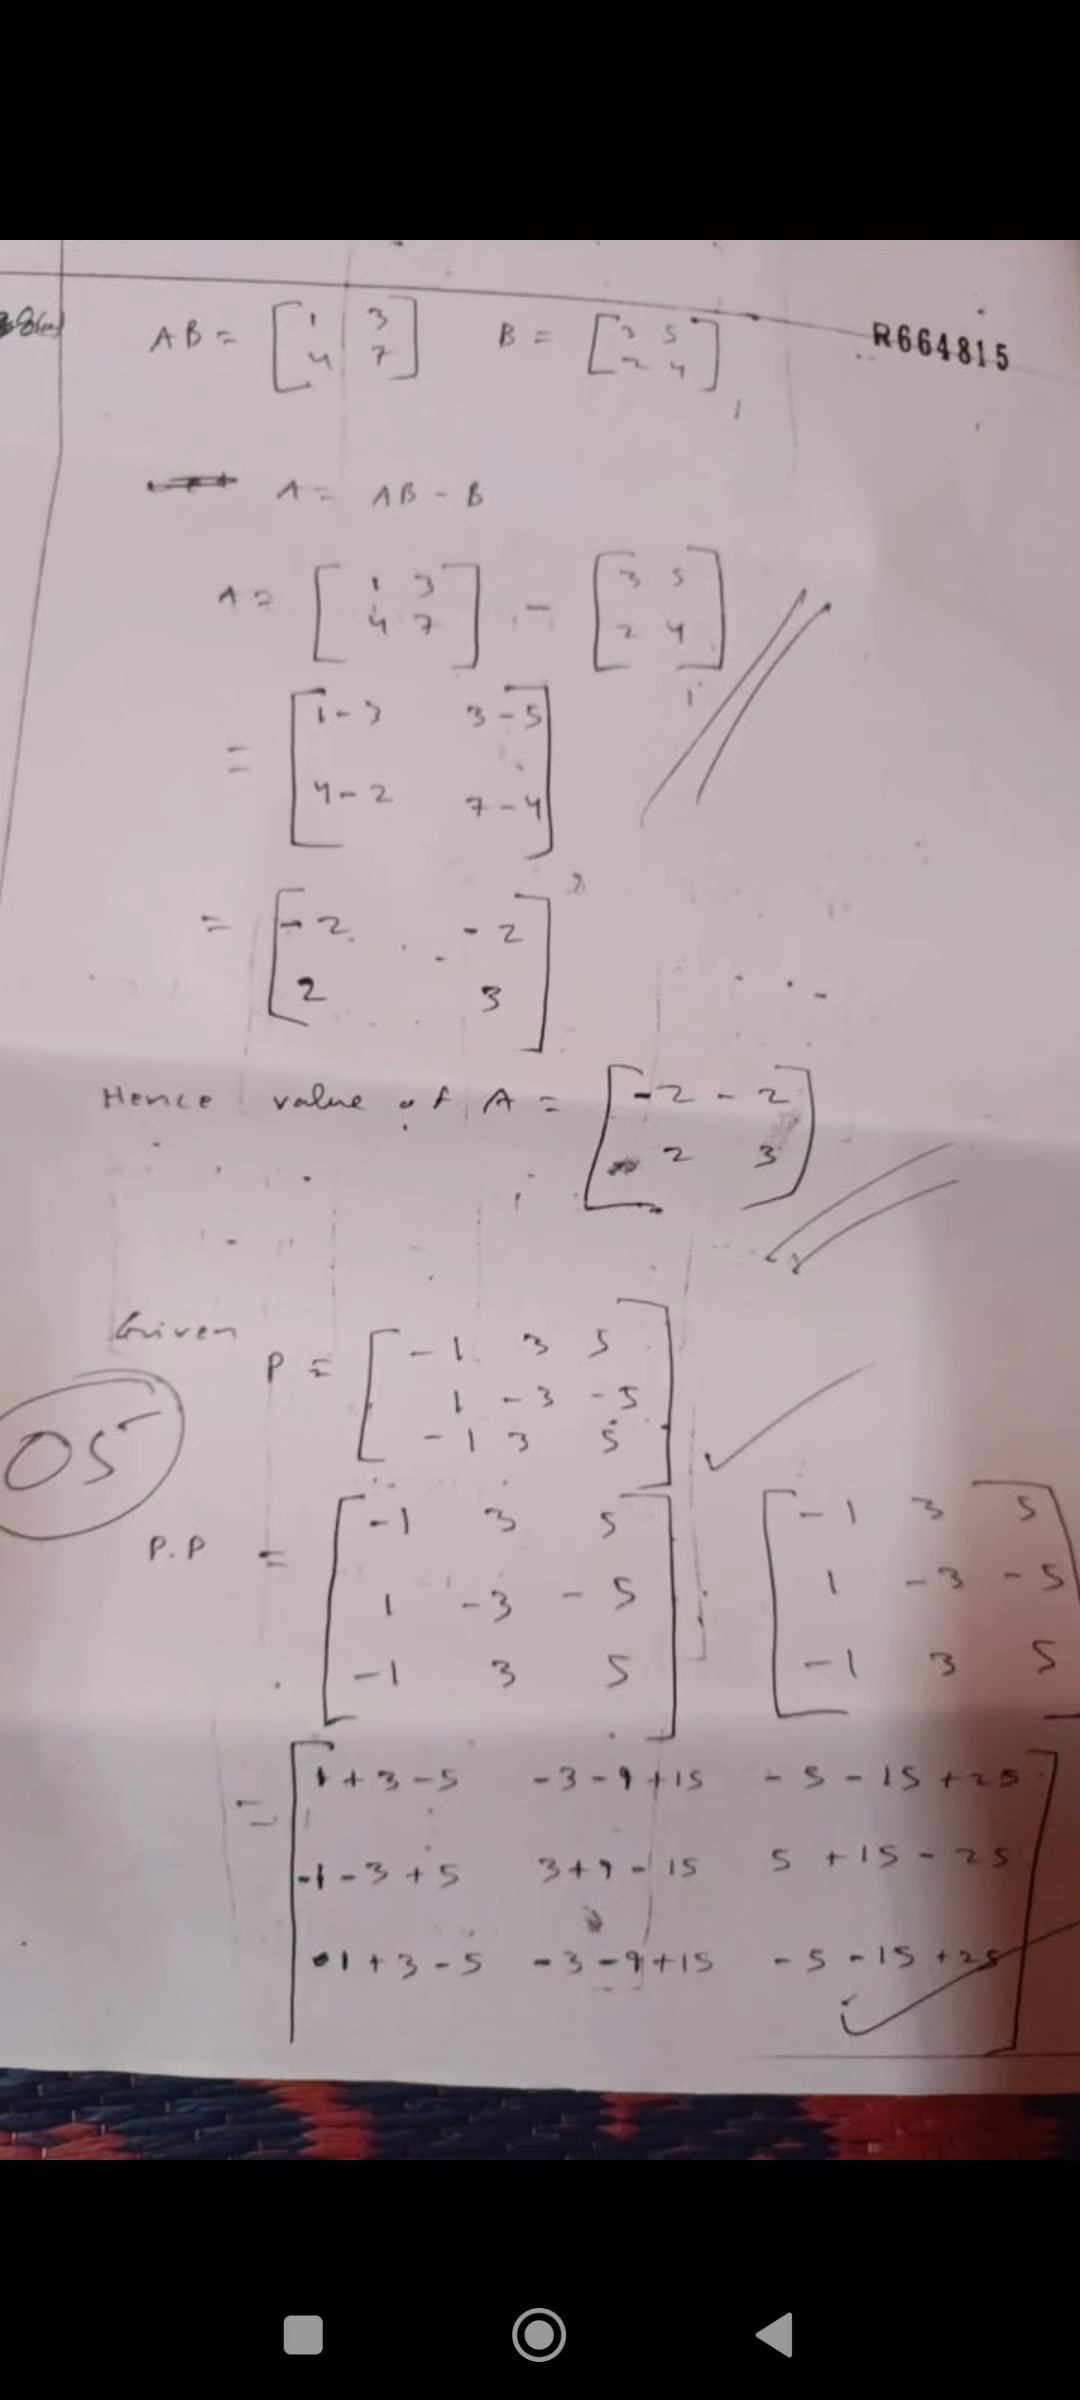 R664815
AB = [ 1 3 B = [ 3 5
4 7 ] 2 4 ]
A = AB - B
A = [ 1 3 ] - [ 3 5
4 7 2 4 ]
= [ 1-3 3-5
4-2 7-4 ]
= [ -2 -2
2 3 ]
Hence value of A = [ -2 -2
2 3 ]
Given
P = [ -1 3 5
1 -3 -5
-1 3 5 ]
05
P.P = [ -1 3 5 ] . [ -1 3 5
1 -3 -5 1 -3 -5
-1 3 5 -1 3 5 ]
= [ 1+3-5 -3-9+15 -5-15+25
-1-3+5 3+9-15 5+15-25
1+3-5 -3-9+15 -5-15+25 ]